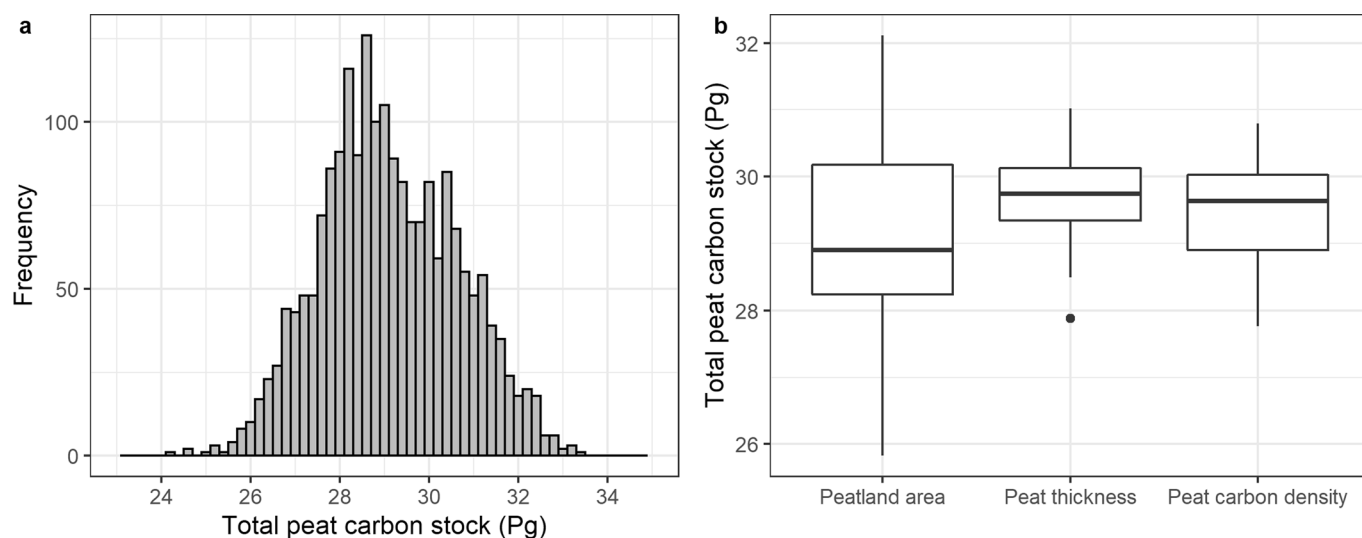 a
Frequency
100
50
0
24 26 28 30 32 34
Total peat carbon stock (Pg)
b
Total peat carbon stock (Pg)
32
30
28
26
Peatland area Peat thickness Peat carbon density